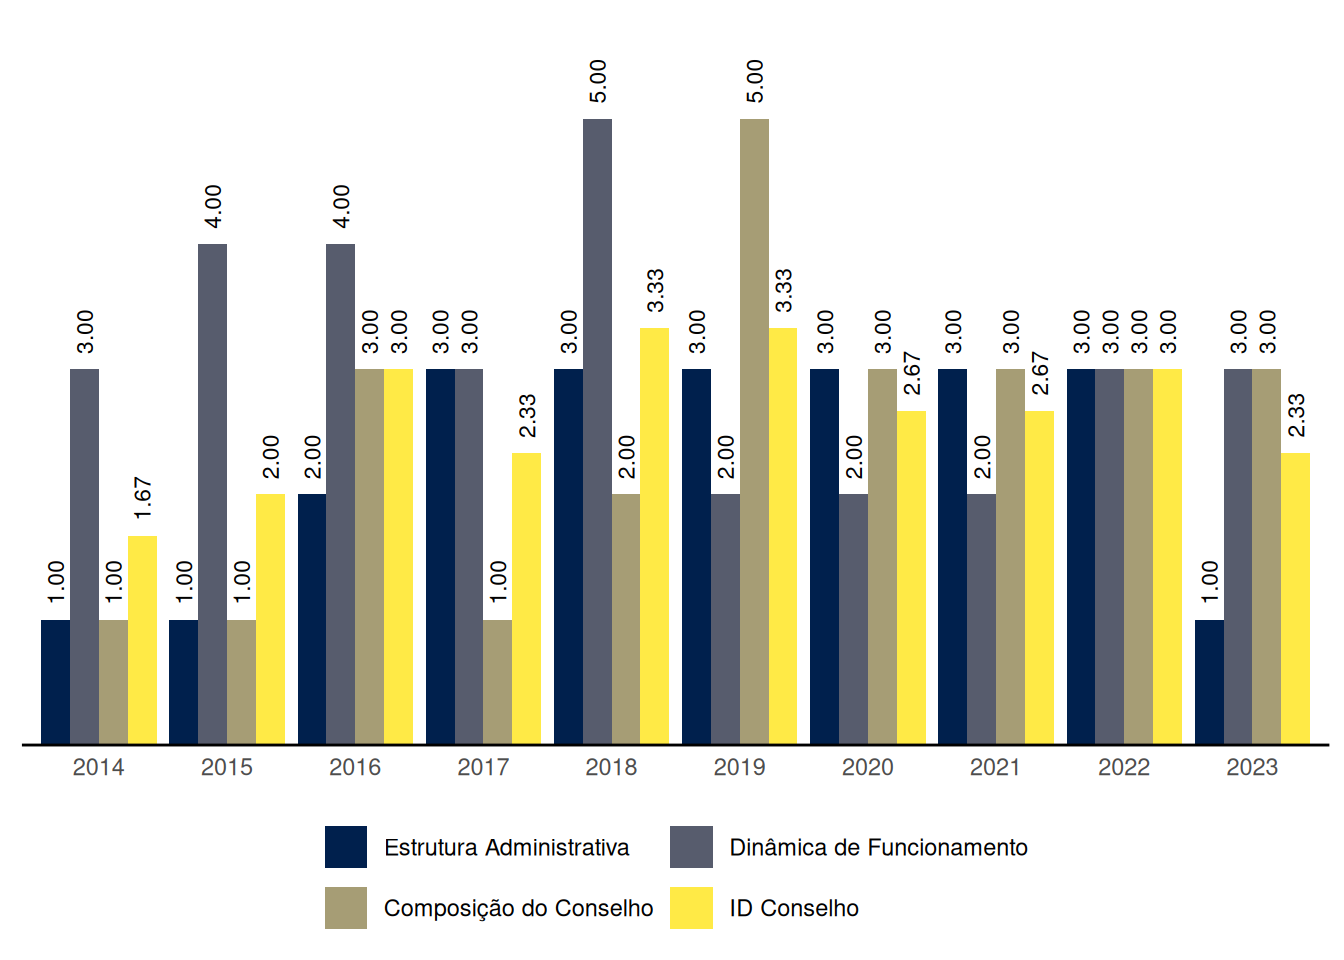 5.00 5.00
4.00 4.00
3.00 3.00 3.00 3.00 3.00 3.00 3.33 3.00 3.33 3.00 3.00 3.00 3.00 3.00 3.00 3.00 3.00 3.00 3.00
2.67 2.67
2.00 2.00 2.33 2.00 2.00 2.00 2.00 2.33
1.67
1.00 1.00 1.00 1.00 1.00 1.00
2014 2015 2016 2017 2018 2019 2020 2021 2022 2023
Estrutura Administrativa Dinâmica de Funcionamento
Composição do Conselho ID Conselho